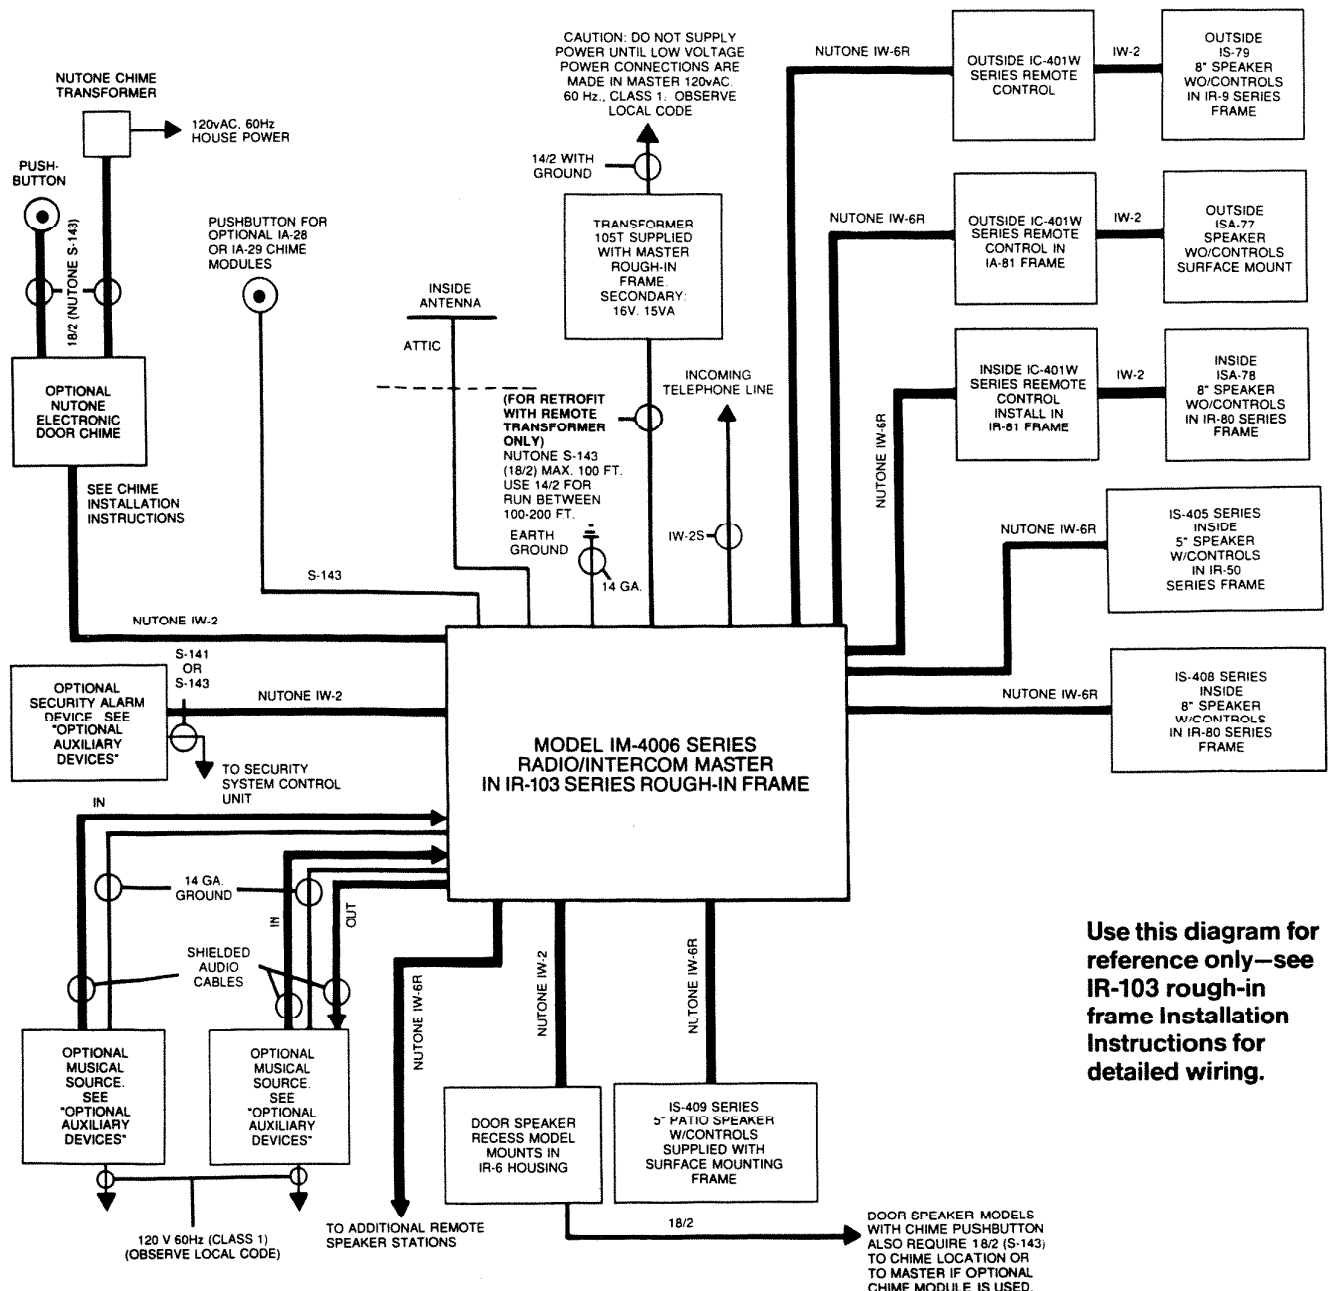 CAUTION: DO NOT SUPPLY
POWER UNTIL LOW VOLTAGE
POWER CONNECTIONS ARE
MADE IN MASTER 120vAC.
60 Hz., CLASS 1. OBSERVE
LOCAL CODE
NUTONE CHIME
TRANSFORMER
120vAC, 60Hz
HOUSE POWER
PUSH-
BUTTON
18/2 (NUTONE S-143)
OPTIONAL
NUTONE
ELECTRONIC
DOOR CHIME
SEE CHIME
INSTALLATION
INSTRUCTIONS
NUTONE IW-2
PUSHBUTTON FOR
OPTIONAL IA-28
OR IA-29 CHIME
MODULES
S-143
INSIDE
ANTENNA
ATTIC
14/2 WITH
GROUND
TRANSFORMER
105T SUPPLIED
WITH MASTER
ROUGH-IN
FRAME.
SECONDARY:
16V. 15VA
(FOR RETROFIT
WITH REMOTE
TRANSFORMER
ONLY)
NUTONE S-143
(18/2) MAX. 100 FT.
USE 14/2 FOR
RUN BETWEEN
100-200 FT.
EARTH
GROUND
14 GA.
INCOMING
TELEPHONE LINE
IW-2S
NUTONE IW-6R
OUTSIDE IC-401W
SERIES REMOTE
CONTROL
IW-2
OUTSIDE
IS-79
8" SPEAKER
WO/CONTROLS
IN IR-9 SERIES
FRAME
NUTONE IW-6R
OUTSIDE IC-401W
SERIES REMOTE
CONTROL IN
IA-81 FRAME
IW-2
OUTSIDE
ISA-77
SPEAKER
WO/CONTROLS
SURFACE MOUNT
NUTONE IW-6R
INSIDE IC-401W
SERIES REEMOTE
CONTROL
INSTALL IN
IR-81 FRAME
IW-2
INSIDE
ISA-78
8" SPEAKER
WO/CONTROLS
IN IR-80 SERIES
FRAME
NUTONE IW-6R
IS-405 SERIES
INSIDE
5" SPEAKER
W/CONTROLS
IN IR-50
SERIES FRAME
NUTONE IW-6R
IS-408 SERIES
INSIDE
8" SPEAKER
W/CONTROLS
IN IR-80 SERIES
FRAME
S-141
OR
S-143
OPTIONAL
SECURITY ALARM
DEVICE. SEE
"OPTIONAL
AUXILIARY
DEVICES"
NUTONE IW-2
TO SECURITY
SYSTEM CONTROL
UNIT
MODEL IM-4006 SERIES
RADIO/INTERCOM MASTER
IN IR-103 SERIES ROUGH-IN FRAME
IN
14 GA.
GROUND
IN
OUT
SHIELDED
AUDIO
CABLES
OPTIONAL
MUSICAL
SOURCE.
SEE
"OPTIONAL
AUXILIARY
DEVICES"
OPTIONAL
MUSICAL
SOURCE.
SEE
"OPTIONAL
AUXILIARY
DEVICES"
120 V 60Hz (CLASS 1)
(OBSERVE LOCAL CODE)
NUTONE IW-6R
TO ADDITIONAL REMOTE
SPEAKER STATIONS
NUTONE IW-2
DOOR SPEAKER
RECESS MODEL
MOUNTS IN
IR-6 HOUSING
NUTONE IW-6R
IS-409 SERIES
5" PATIO SPEAKER
W/CONTROLS
SUPPLIED WITH
SURFACE MOUNTING
FRAME
18/2
DOOR SPEAKER MODELS
WITH CHIME PUSHBUTTON
ALSO REQUIRE 18/2 (S-143)
TO CHIME LOCATION OR
TO MASTER IF OPTIONAL
CHIME MODULE IS USED.
Use this diagram for
reference only—see
IR-103 rough-in
frame Installation
Instructions for
detailed wiring.